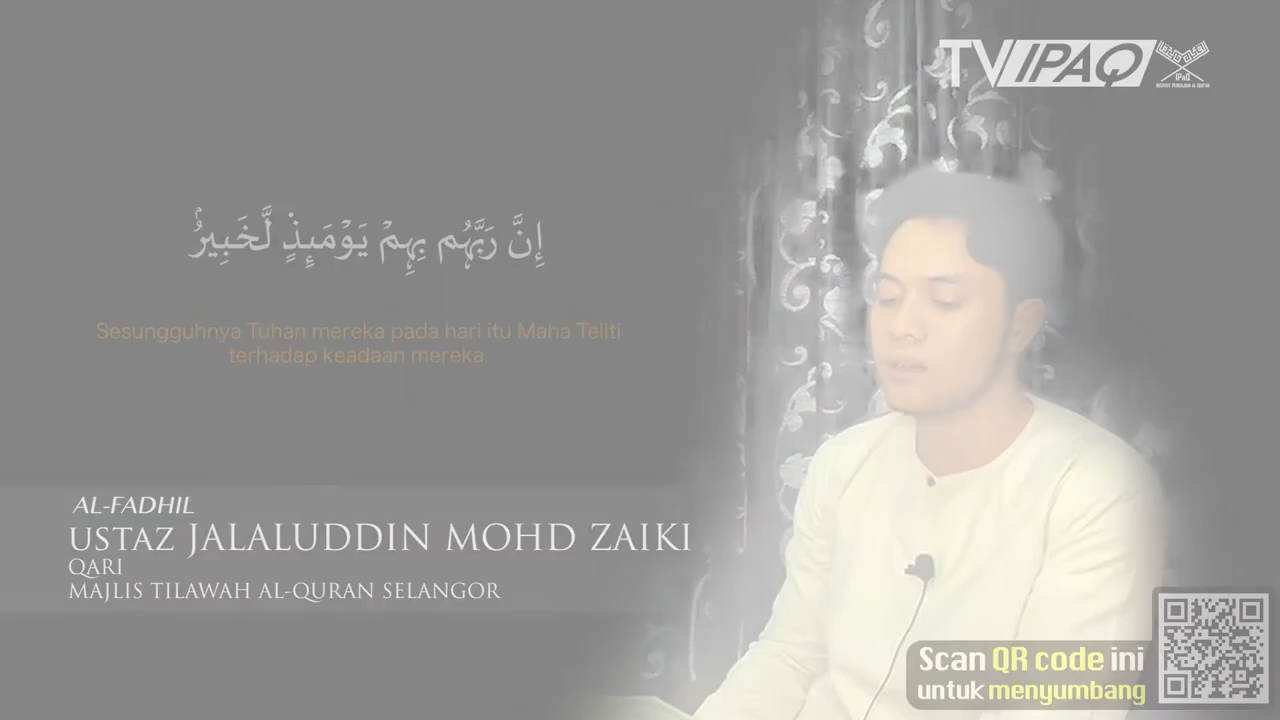 TVIPAQ
IPaQ
إِنَّ رَبَّهُم بِهِمْ يَوْمَئِذٍ لَّخَبِيرٌۢ
Sesungguhnya Tuhan mereka pada hari itu Maha Teliti
terhadap keadaan mereka
AL-FADHIL
USTAZ JALALUDDIN MOHD ZAIKI
QARI
MAJLIS TILAWAH AL-QURAN SELANGOR
Scan QR code ini
untuk menyumbang